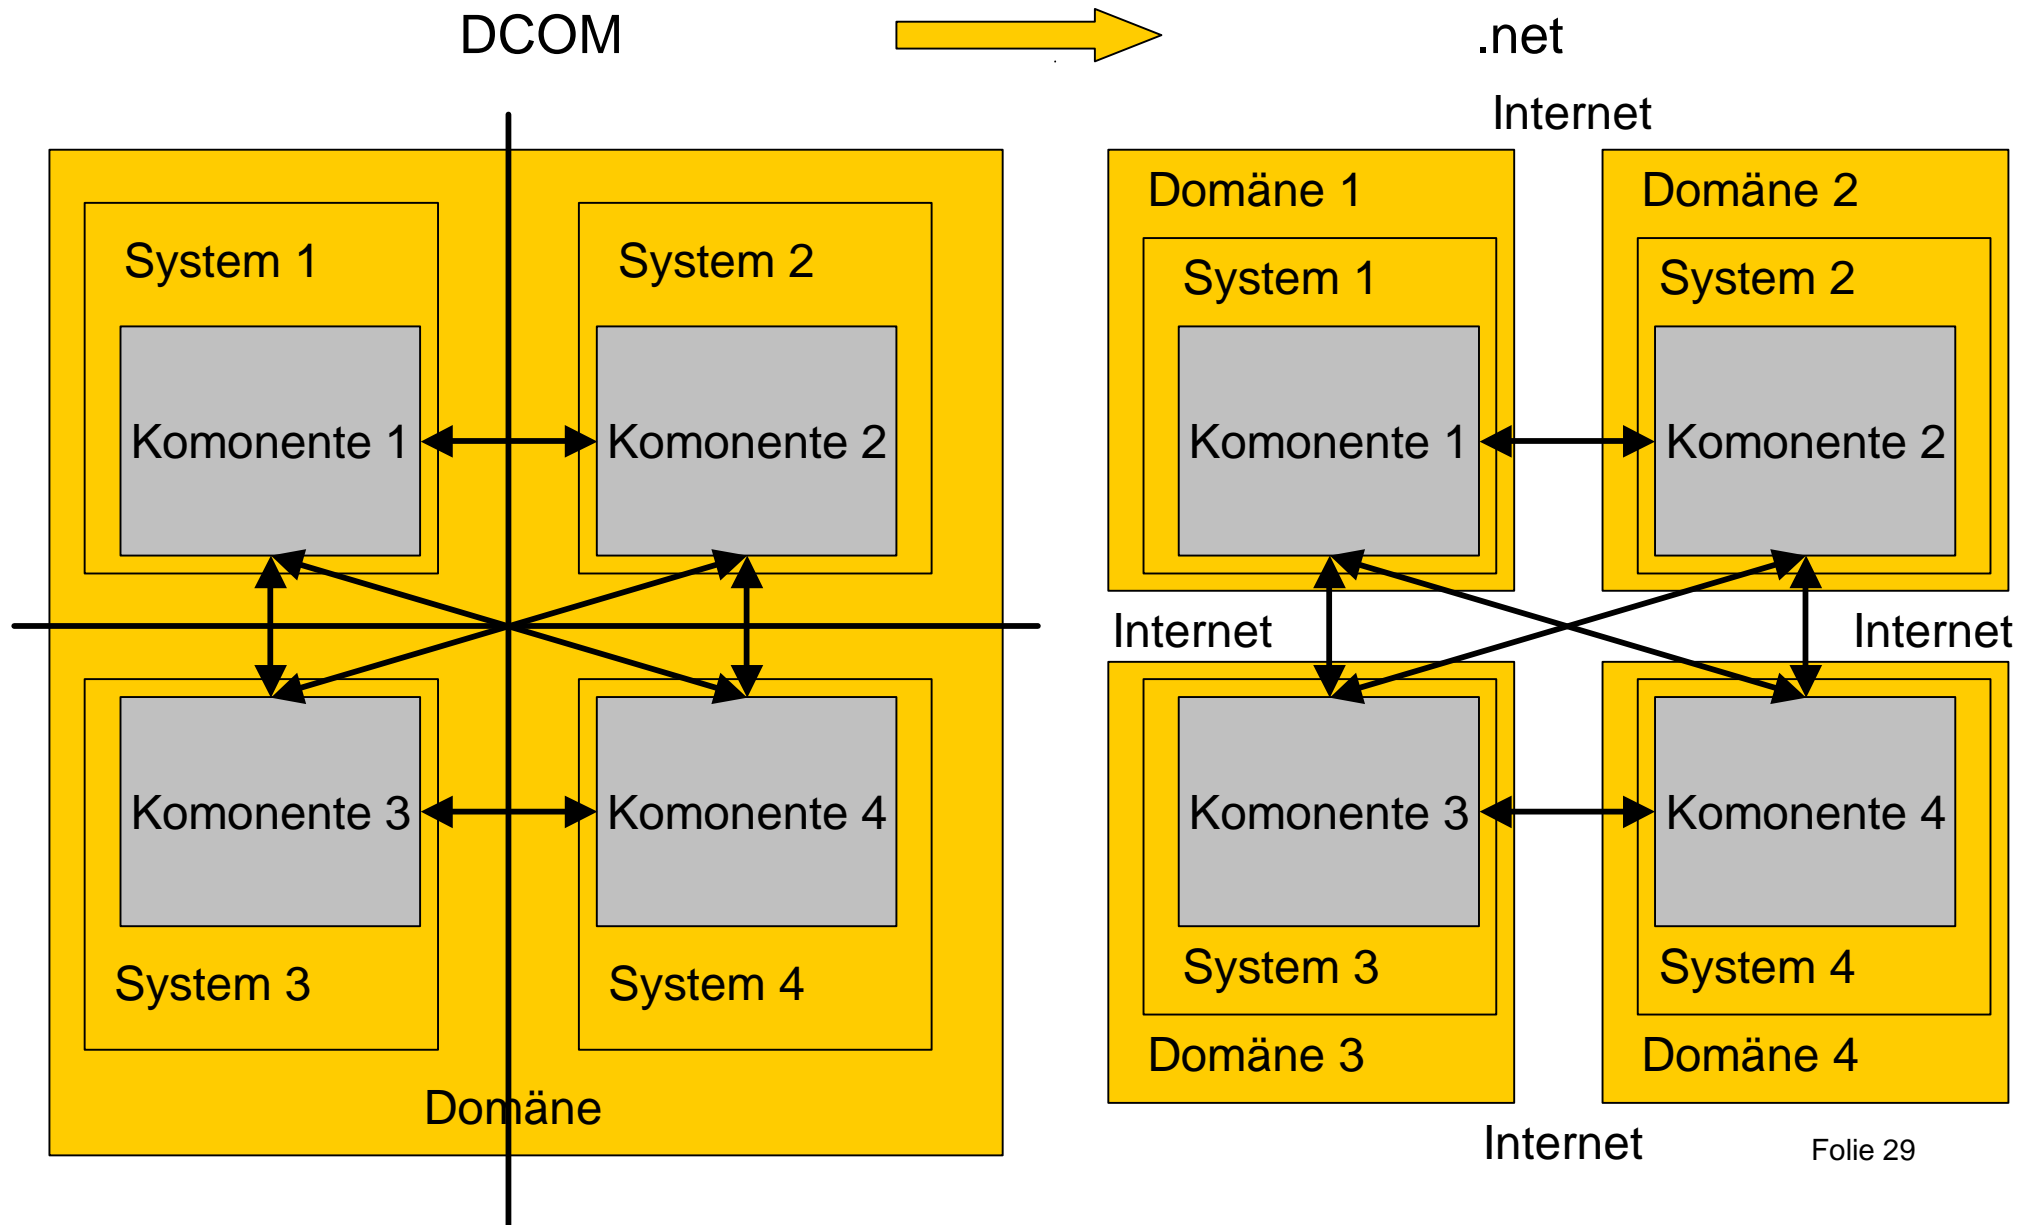 DCOM
.net
Internet
System 1
System 2
Komonente 1
Komonente 2
Komonente 3
Komonente 4
System 3
System 4
Domäne
Domäne 1
Domäne 2
System 1
System 2
Komonente 1
Komonente 2
Internet
Internet
Komonente 3
Komonente 4
System 3
System 4
Domäne 3
Domäne 4
Internet
Folie 29